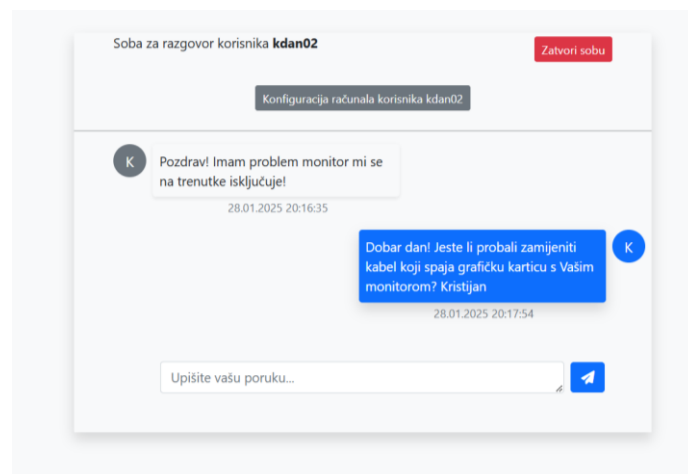 Soba za razgovor korisnika kdan02
Zatvori sobu
Konfiguracija računala korisnika kdan02
K
Pozdrav! Imam problem monitor mi se
na trenutke isključuje!
28.01.2025 20:16:35
Dobar dan! Jeste li probali zamijeniti
kabel koji spaja grafičku karticu s Vašim
monitorom? Kristijan
K
28.01.2025 20:17:54
Upišite vašu poruku...